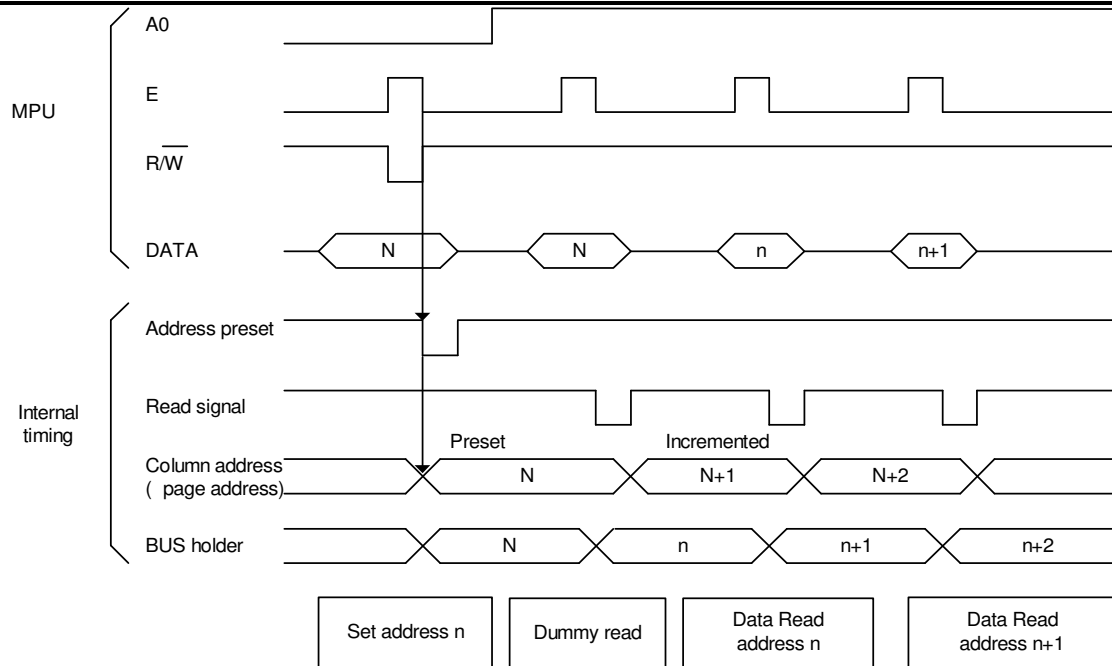 A0
E
MPU
R/W
DATA
N
N
n
n+1
Address preset
Read signal
Internal
timing
Preset
Incremented
Column address
( page address)
N
N+1
N+2
BUS holder
N
n
n+1
n+2
Set address n
Dummy read
Data Read
address n
Data Read
address n+1